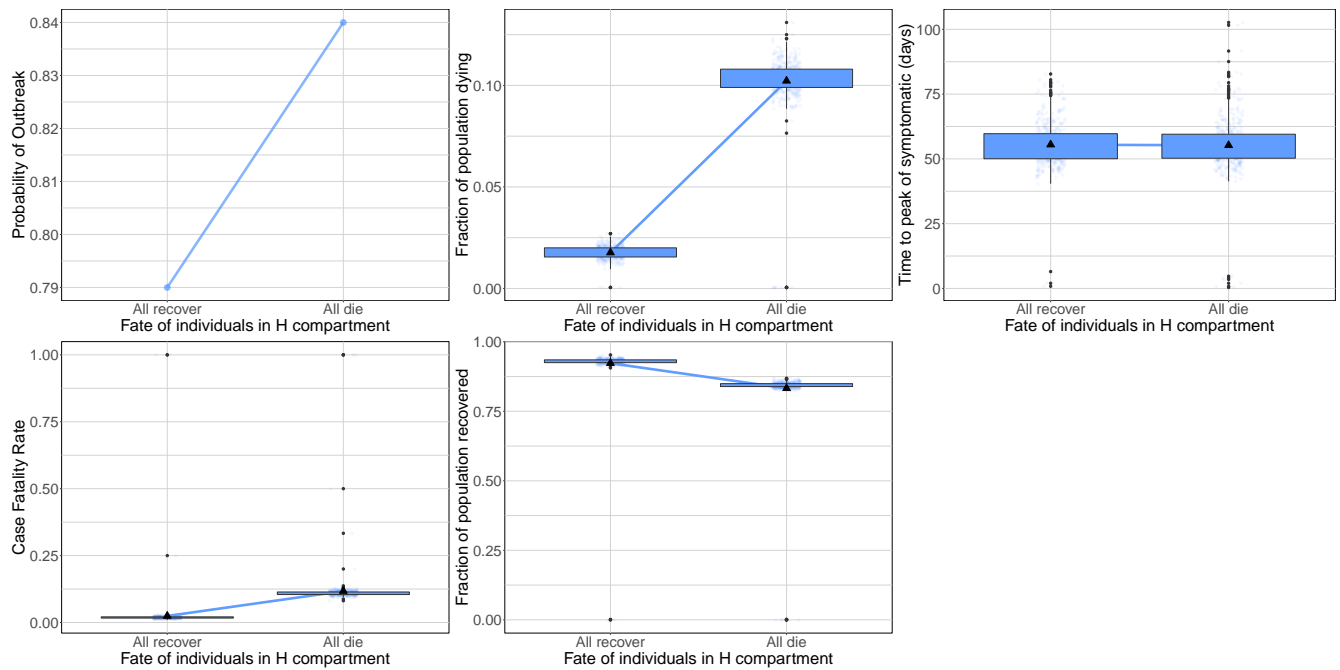 Probability of Outbreak
0.84
0.83
0.82
0.81
0.80
0.79
All recover
All die
Fate of individuals in H compartment
Fraction of population dying
0.10
0.05
0.00
All recover
All die
Fate of individuals in H compartment
Time to peak of symptomatic (days)
100
75
50
25
0
All recover
All die
Fate of individuals in H compartment
Case Fatality Rate
1.00
0.75
0.50
0.25
0.00
All recover
All die
Fate of individuals in H compartment
Fraction of population recovered
1.00
0.75
0.50
0.25
0.00
All recover
All die
Fate of individuals in H compartment